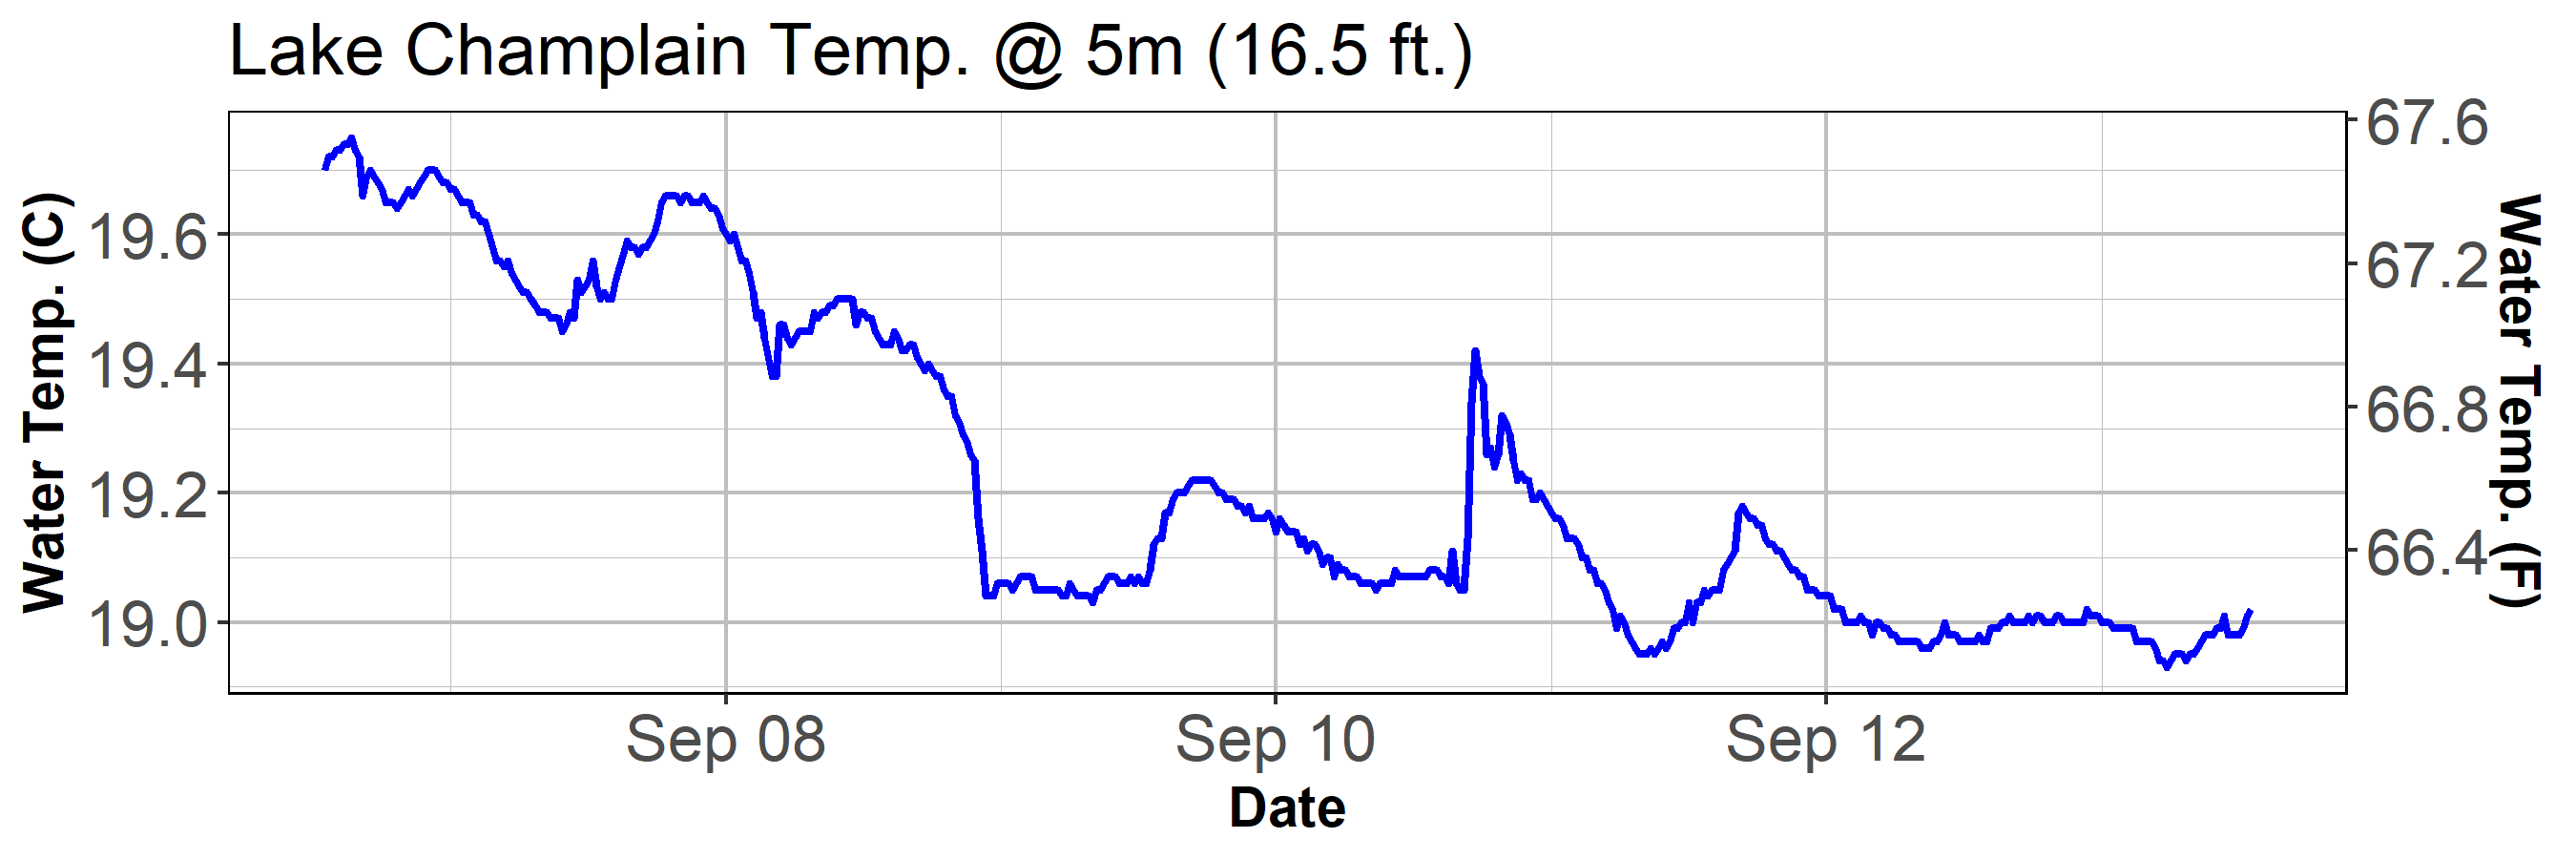 Lake Champlain Temp. @ 5m (16.5 ft.)
Water Temp. (C)
19.6
19.4
19.2
19.0
67.6
67.2
66.8
66.4
Water Temp. (F)
Sep 08
Sep 10
Sep 12
Date